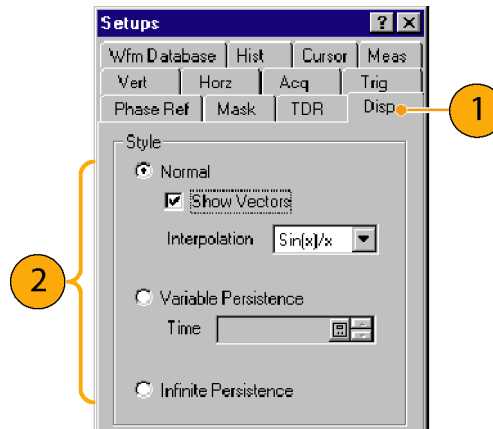 Setups ? X
Wfm Database Hist Cursor Meas
Vert Horz Acq Trig
Phase Ref Mask TDR Disp
1
Style
Normal
Show Vectors
Interpolation Sin(x)/x
2
Variable Persistence
Time
Infinite Persistence